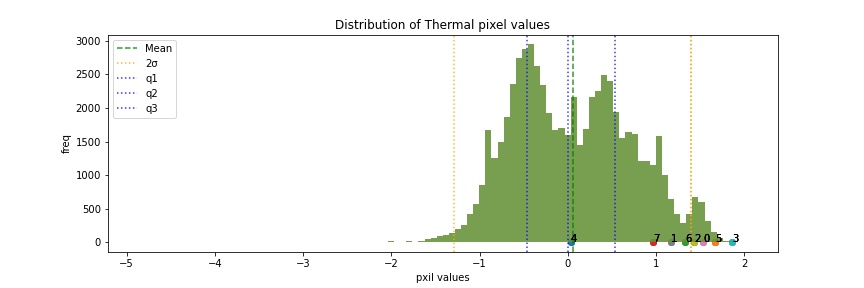 Distribution of Thermal pixel values
3000
2500
2000
1500
1000
500
0
freq
Mean
2σ
q1
q2
q3
4 7 1 6 2 0 5 3
−5 −4 −3 −2 −1 0 1 2
pxil values